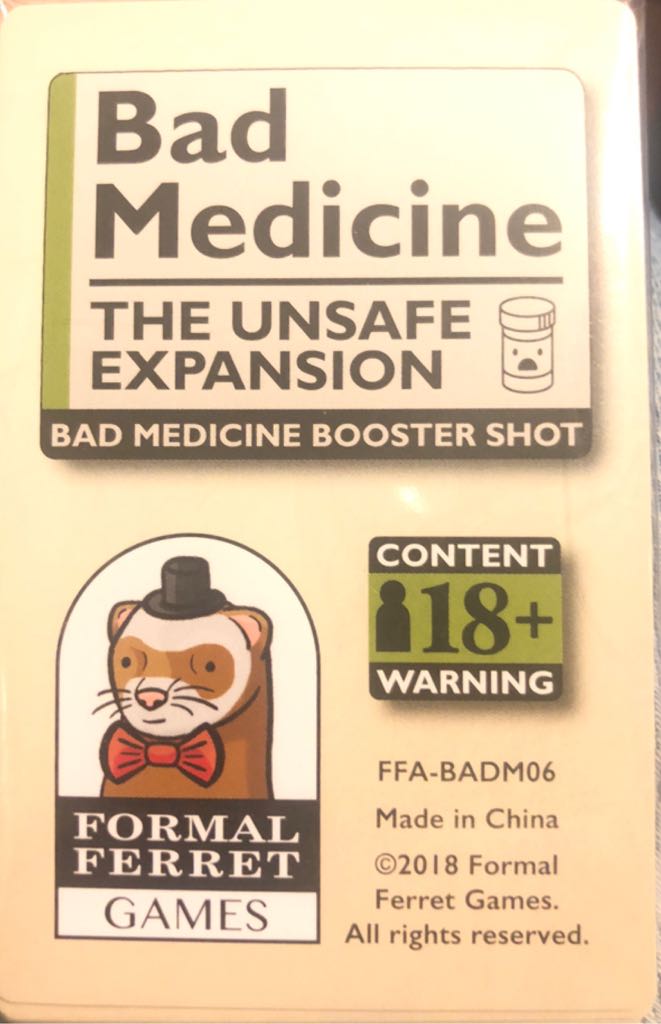 Bad
Medicine
THE UNSAFE
EXPANSION
BAD MEDICINE BOOSTER SHOT
CONTENT
18+
WARNING
FORMAL
FERRET
GAMES
FFA-BADM06
Made in China
©2018 Formal
Ferret Games.
All rights reserved.